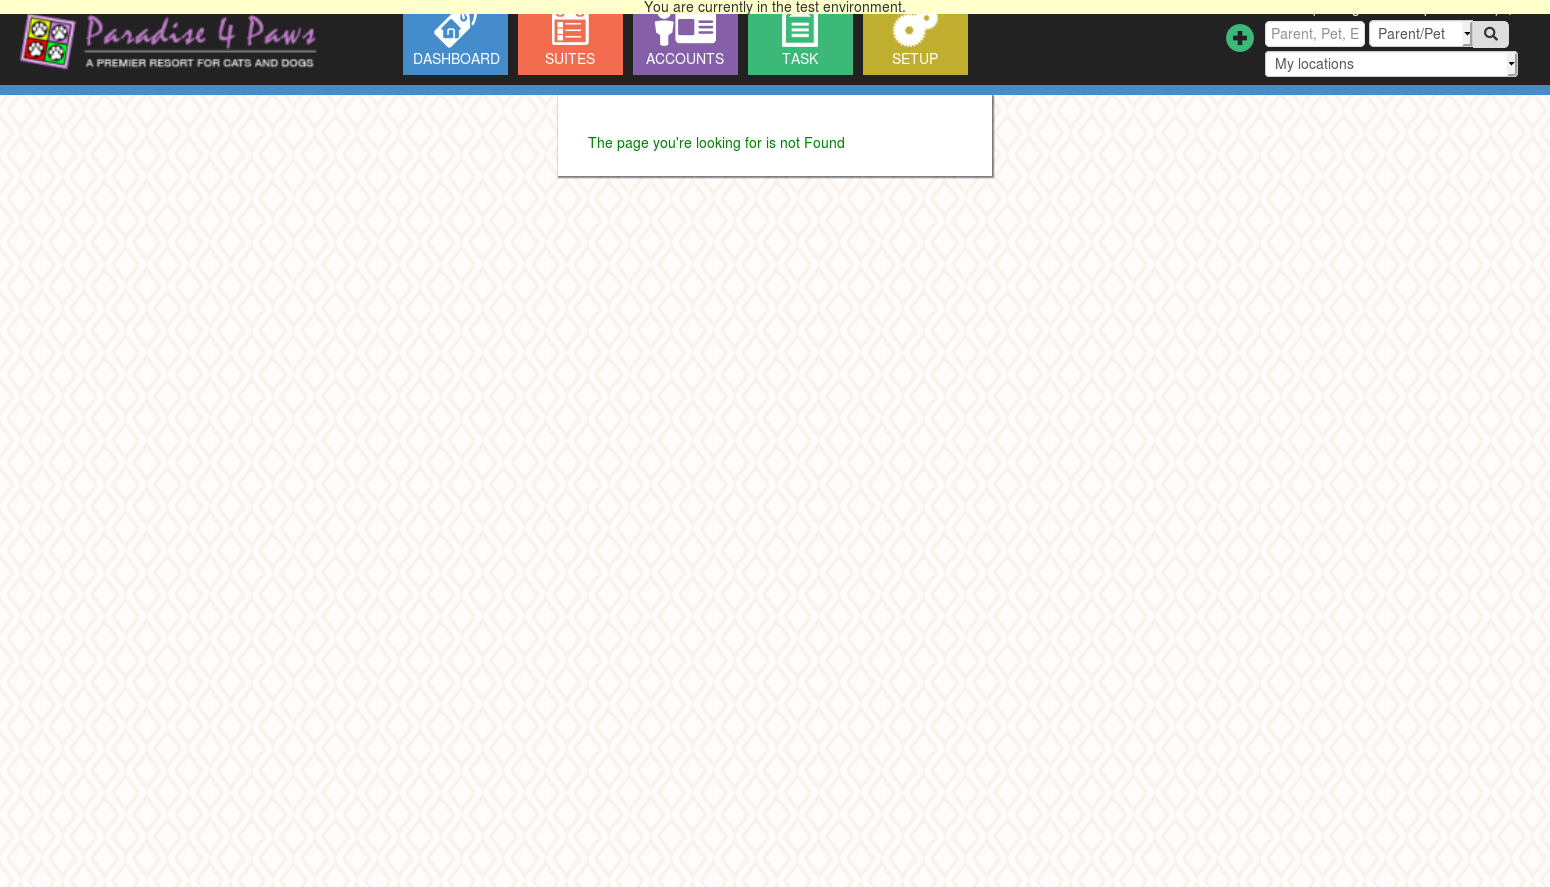 You are currently in the test environment.
Paradise 4 Paws
A PREMIER RESORT FOR CATS AND DOGS
DASHBOARD
SUITES
ACCOUNTS
TASK
SETUP
Parent, Pet, E
Parent/Pet
My locations
The page you're looking for is not Found